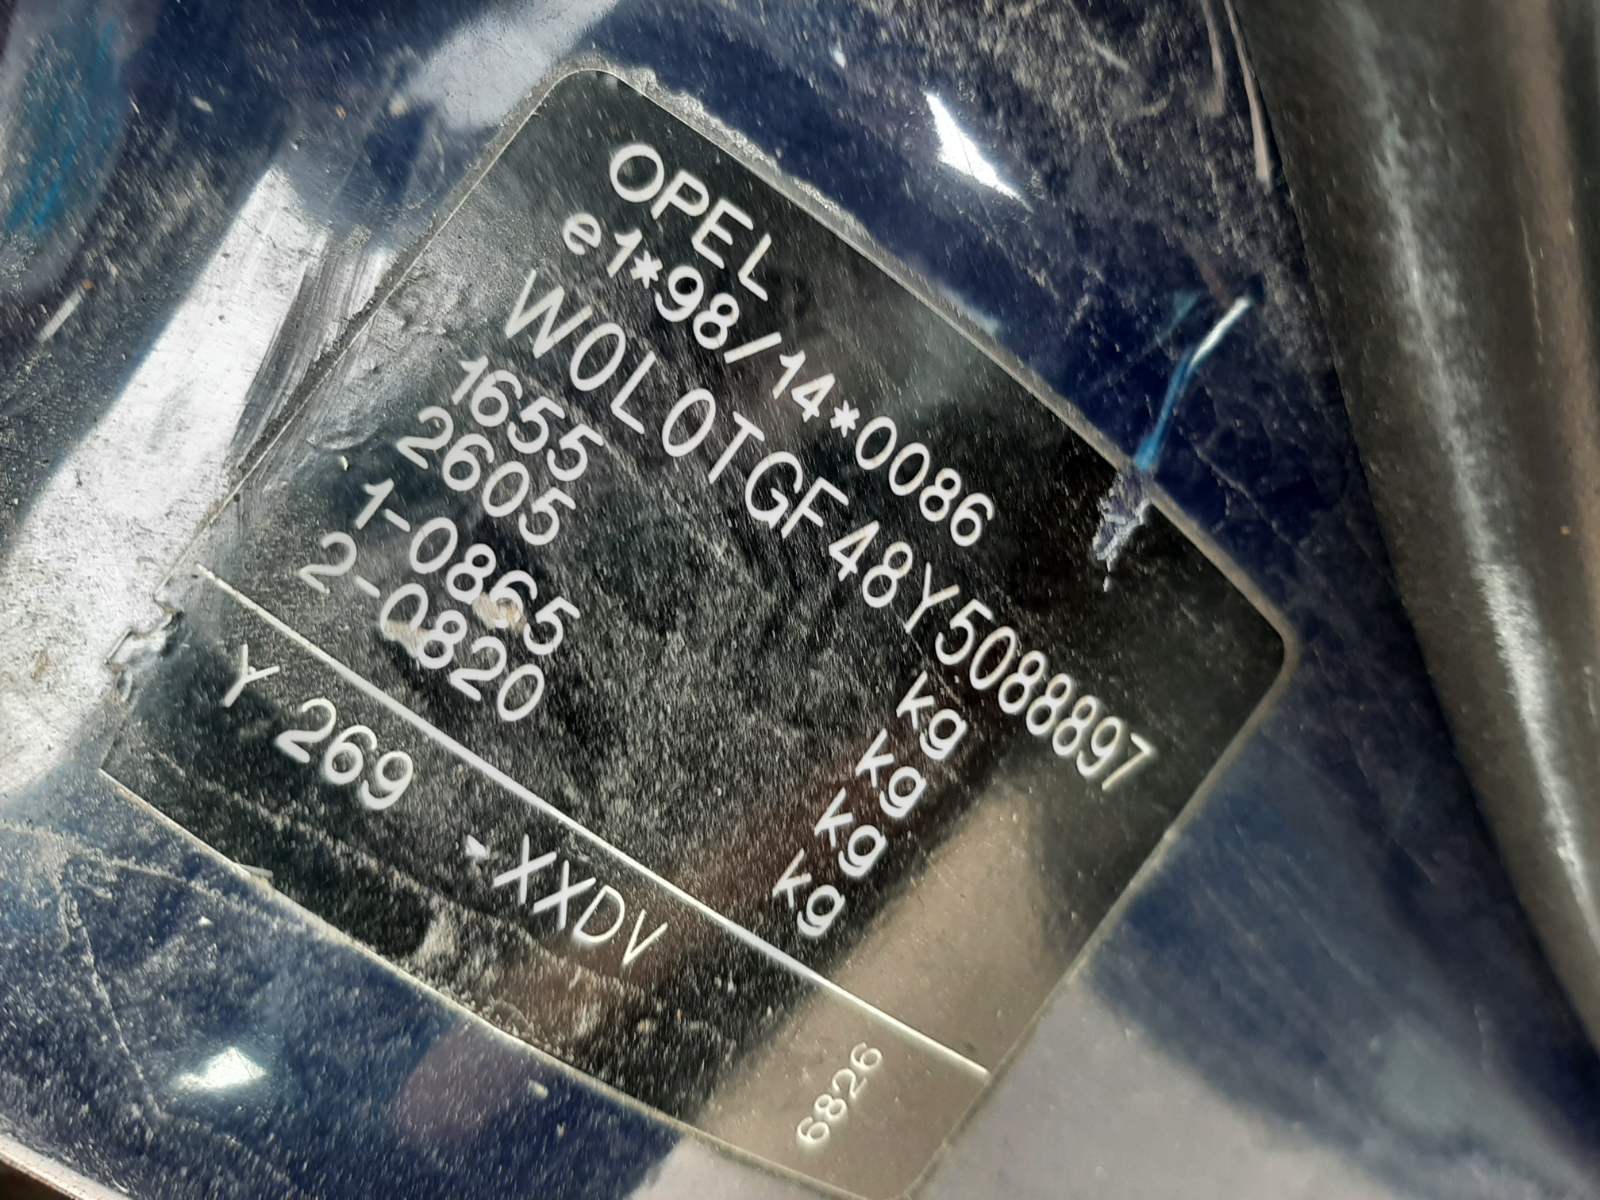 OPEL
e1*98/14*0086
W0L0TGF48Y5088897
1655 kg
2605 kg
1-0865 kg
2-0820 kg
Y 269 -XXDV
6826